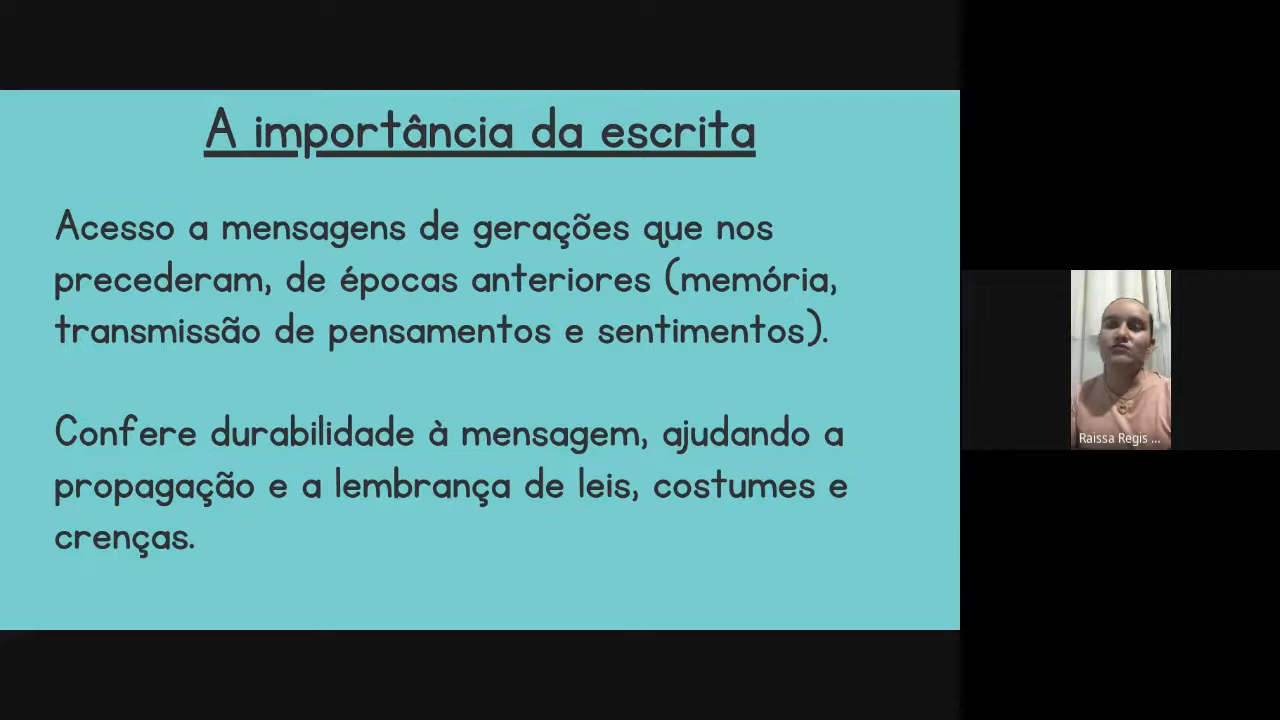 A importância da escrita
Acesso a mensagens de gerações que nos
precederam, de épocas anteriores (memória,
transmissão de pensamentos e sentimentos).
Confere durabilidade à mensagem, ajudando a
propagação e a lembrança de leis, costumes e
crenças.
Raissa Regis ...